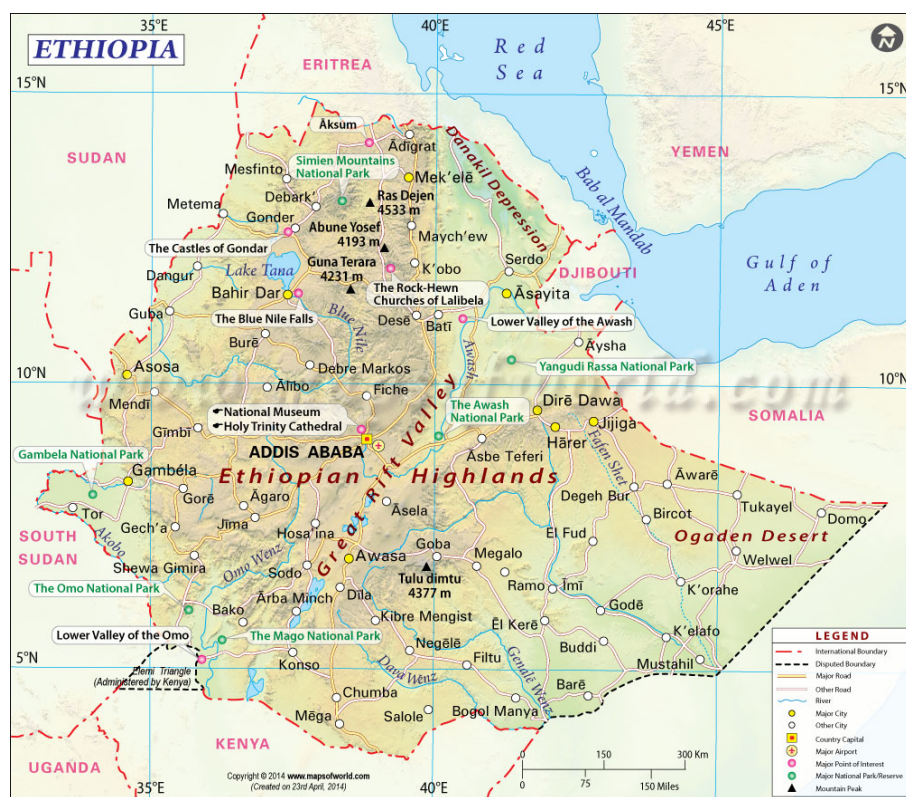 ETHIOPIA
35°E
40°E
45°E
Red
Sea
ERITREA
15°N
15°N
SUDAN
YEMEN
Āksum
Ādīgrat
Danakil Depression
Mesfinto
Simien Mountains
National Park
Mek'elē
Metema
Debark'
Ras Dejen
4533 m
Bab al Mandab
Gonder
Abune Yosef
4193 m
Maych'ew
The Castles of Gondar
Guna Terara
4231 m
K'obo
Serdo
DJIBOUTI
Gulf of
Aden
Dangur
Lake Tana
Bahir Dar
The Rock-Hewn
Churches of Lalibela
Āsayita
Guba
The Blue Nile Falls
Blue Nile
Desē
Batī
Lower Valley of the Awash
Burē
Awash
Āysha
Debre Markos
Yangudi Rassa National Park
Asosa
10°N
10°N
Ālibo
Fiche
Mendī
SOMALIA
National Museum
Holy Trinity Cathedral
The Awash
National Park
Dirē Dawa
Gīmbī
Hārer
Jijiga
Gambela National Park
ADDIS ABABA
Āsbe Teferi
Fafen Shet
Gambéla
Ethiopian Highlands
Great Rift Valley
Āwarē
Gorē
Āgaro
Degeh Bur
Tukayel
Tor
Gech'a
Jīma
Āsela
Bircot
Domo
SOUTH
SUDAN
Akobo
Hosa'ina
El Fud
Ogaden Desert
Shewa Gimira
Omo Wenz
Awasa
Goba
Megalo
Welwel
Sodo
Tulu dimtu
4377 m
Ramo
Īmī
K'orahe
The Omo National Park
Bako
Ārba Minch
Dīla
Godē
Kibre Mengist
Ēl Kerē
Lower Valley of the Omo
The Mago National Park
K'elafo
Negēlē
Buddi
5°N
5°N
Elemi Triangle
(Administered by Kenya)
Konso
Filtu
Mustahil
Dawa Wenz
Genale Wenz
Chumba
Barē
Mēga
Salole
Bogol Manya
KENYA
UGANDA
Copyright © 2014 www.mapsofworld.com
(Created on 23rd April, 2014)
0 150 300 Km
0 75 150 Miles
LEGEND
International Boundary
Disputed Boundary
Major Road
Other Road
River
Major City
Other City
Country Capital
Major Airport
Major Point of Interest
Major National Park/Reserve
Mountain Peak
N